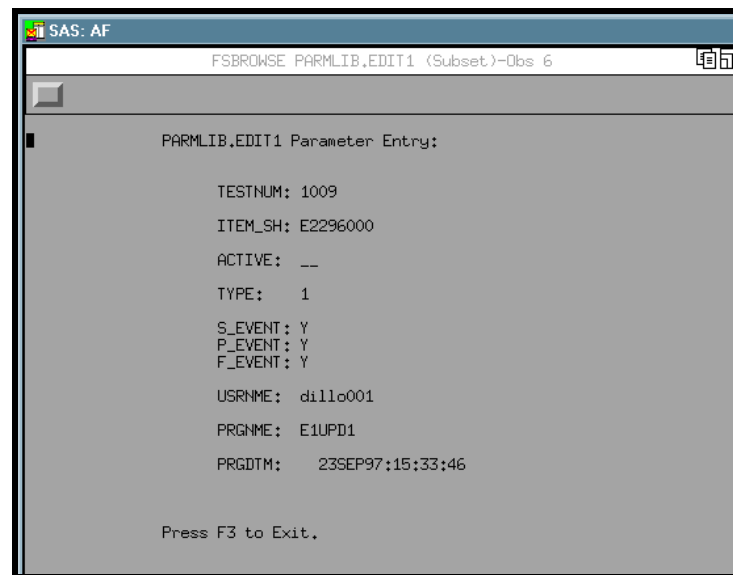 SAS: AF
FSBROWSE PARMLIB.EDIT1 (Subset)-Obs 6
PARMLIB.EDIT1 Parameter Entry:
TESTNUM: 1009
ITEM_SH: E2296000
ACTIVE: __
TYPE: 1
S_EVENT: Y
P_EVENT: Y
F_EVENT: Y
USRNME: dillo001
PRGNME: E1UPD1
PRGDTM: 23SEP97:15:33:46
Press F3 to Exit.